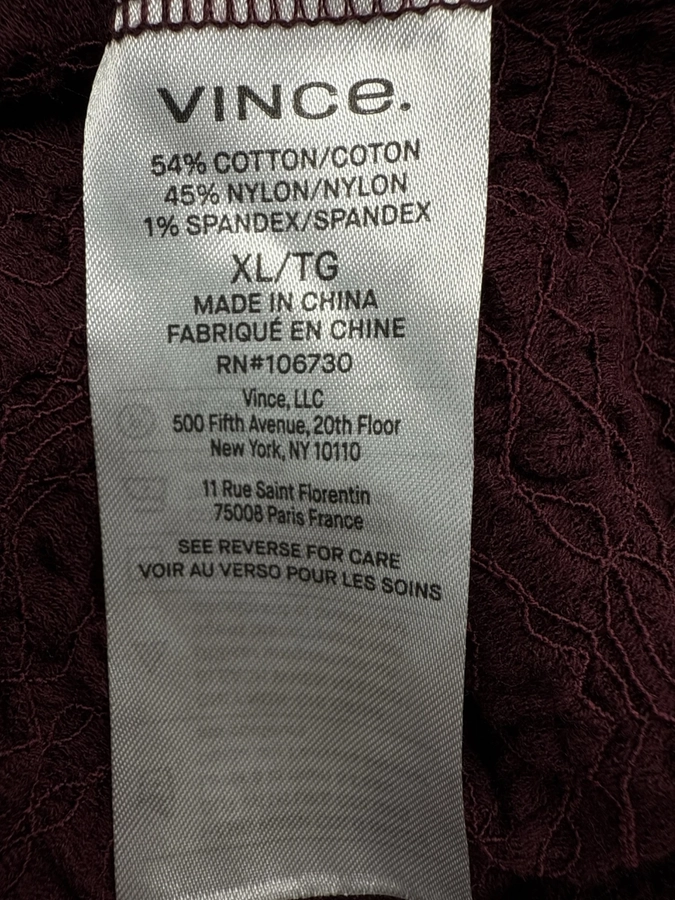 VINCe.
54% COTTON/COTON
45% NYLON/NYLON
1% SPANDEX/SPANDEX
XL/TG
MADE IN CHINA
FABRIQUÉ EN CHINE
RN#106730
Vince, LLC
500 Fifth Avenue, 20th Floor
New York, NY 10110
11 Rue Saint Florentin
75008 Paris France
SEE REVERSE FOR CARE
VOIR AU VERSO POUR LES SOINS